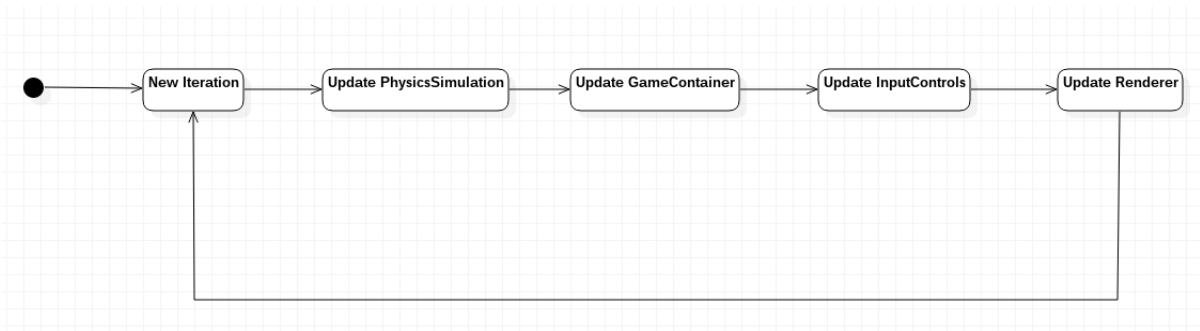 New Iteration
Update PhysicsSimulation
Update GameContainer
Update InputControls
Update Renderer